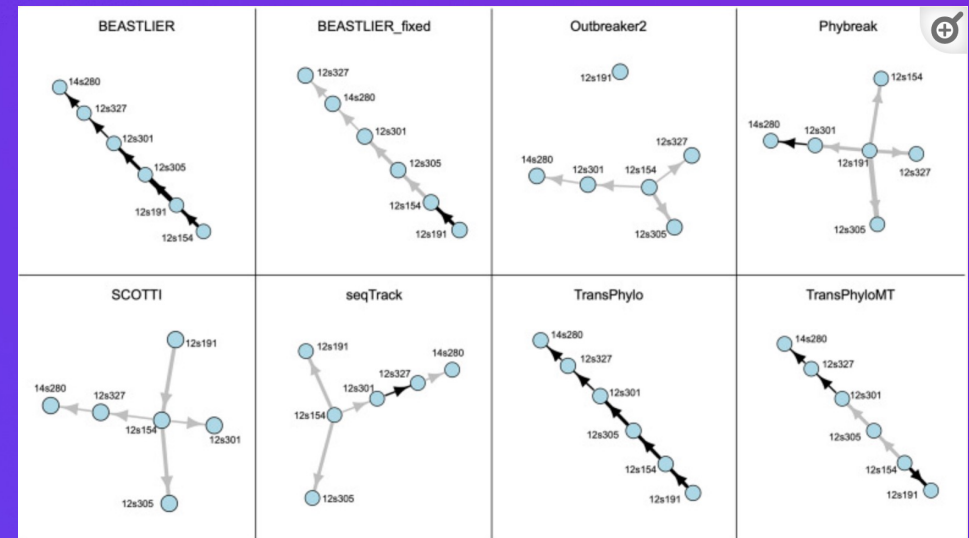 BEASTLIER
14s280
12s327
12s301
12s305
12s191
12s154
BEASTLIER_fixed
12s327
14s280
12s301
12s305
12s154
12s191
Outbreaker2
12s191
12s327
14s280
12s301
12s154
12s305
Phybreak
12s154
14s280
12s301
12s191
12s327
12s305
SCOTTI
12s191
14s280
12s327
12s154
12s301
12s305
seqTrack
12s191
14s280
12s327
12s301
12s154
12s305
TransPhylo
14s280
12s327
12s301
12s305
12s154
12s191
TransPhyloMT
14s280
12s327
12s301
12s305
12s154
12s191